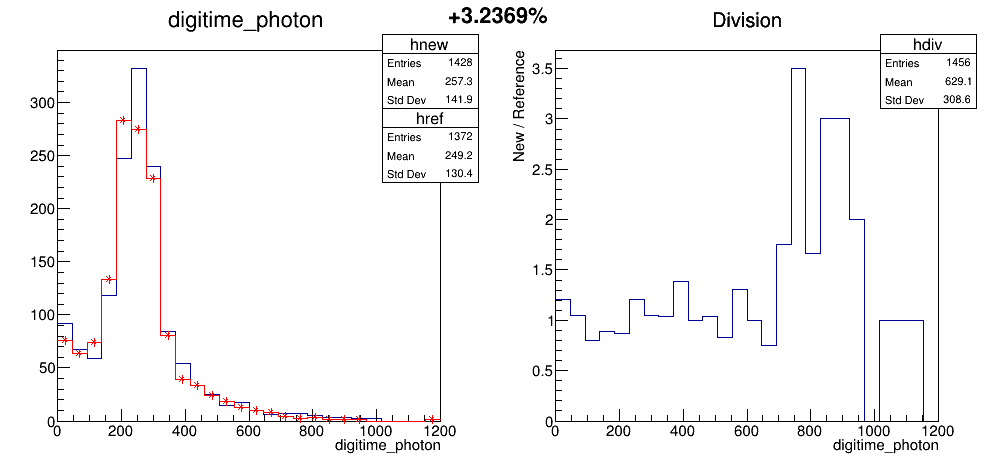 +3.2369%
digitime_photon
hnew
Entries 1428
Mean 257.3
Std Dev 141.9
href
Entries 1372
Mean 249.2
Std Dev 130.4
300
250
200
150
100
50
0
0 200 400 600 800 1000 1200
digitime_photon
Division
hdiv
Entries 1456
Mean 629.1
Std Dev 308.6
New / Reference
3.5
3
2.5
2
1.5
1
0.5
0
0 200 400 600 800 1000 1200
digitime_photon